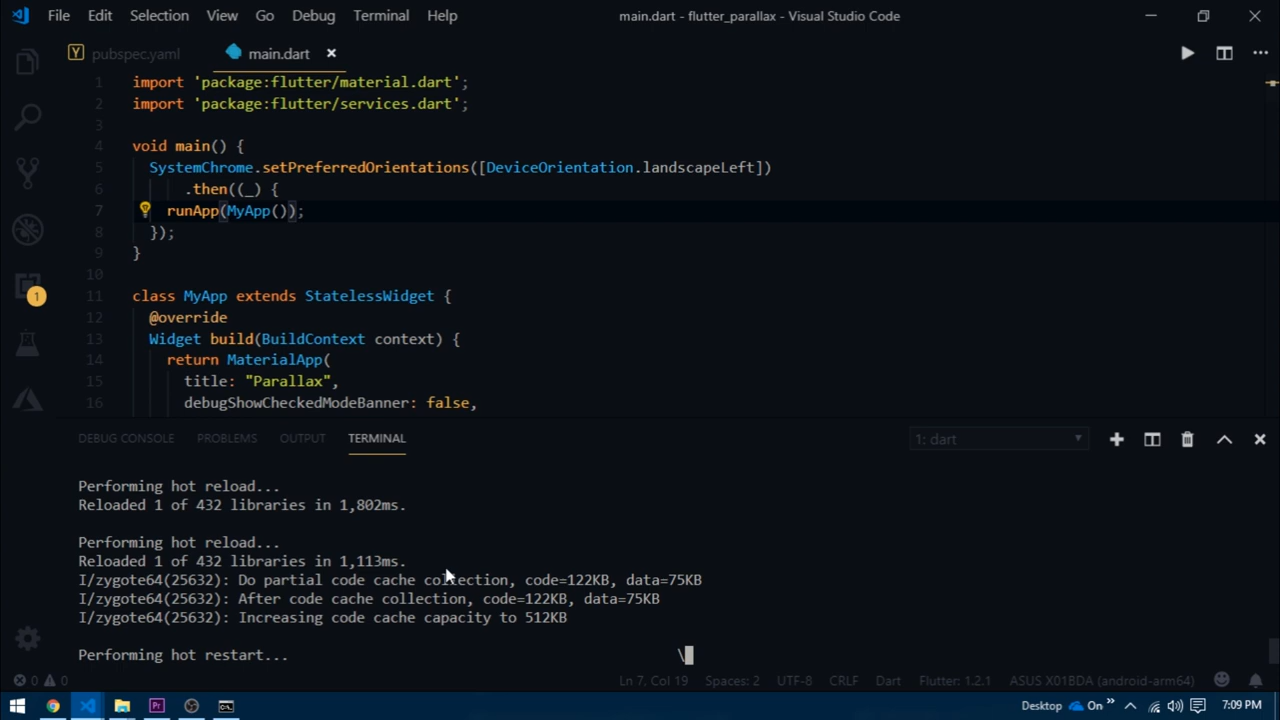 File Edit Selection View Go Debug Terminal Help main.dart - flutter_parallax - Visual Studio Code
pubspec.yaml main.dart
1 import 'package:flutter/material.dart';
2 import 'package:flutter/services.dart';
3
4 void main() {
5 SystemChrome.setPreferredOrientations([DeviceOrientation.landscapeLeft])
6 .then((_) {
7 runApp(MyApp());
8 });
9 }
10
11 class MyApp extends StatelessWidget {
12 @override
13 Widget build(BuildContext context) {
14 return MaterialApp(
15 title: "Parallax",
16 debugShowCheckedModeBanner: false,
1
DEBUG CONSOLE PROBLEMS OUTPUT TERMINAL 1: dart
Performing hot reload...
Reloaded 1 of 432 libraries in 1,802ms.
Performing hot reload...
Reloaded 1 of 432 libraries in 1,113ms.
I/zygote64(25632): Do partial code cache collection, code=122KB, data=75KB
I/zygote64(25632): After code cache collection, code=122KB, data=75KB
I/zygote64(25632): Increasing code cache capacity to 512KB
Performing hot restart... \
0 0 Ln 7, Col 19 Spaces: 2 UTF-8 CRLF Dart Flutter: 1.2.1 ASUS X01BDA (android-arm64)
Pr Desktop On 7:09 PM